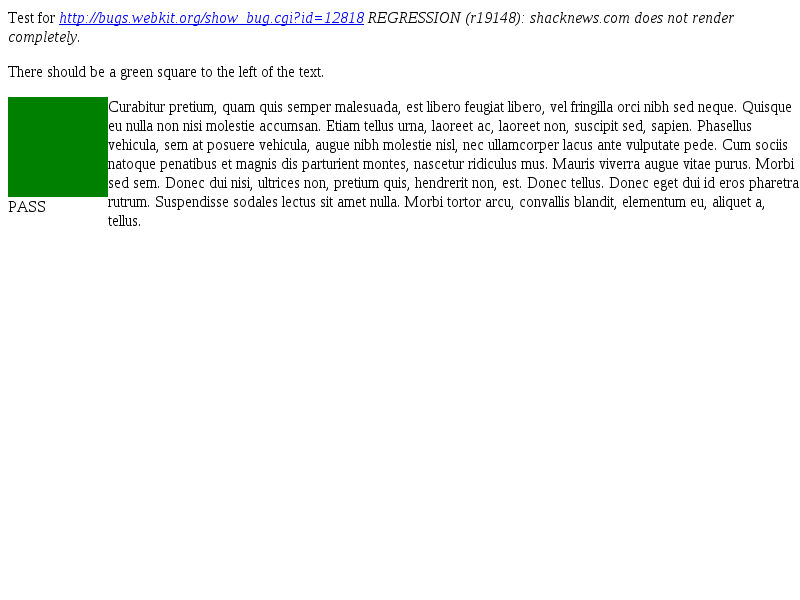 Test for http://bugs.webkit.org/show_bug.cgi?id=12818 REGRESSION (r19148): shacknews.com does not render
completely.
There should be a green square to the left of the text.
Curabitur pretium, quam quis semper malesuada, est libero feugiat libero, vel fringilla orci nibh sed neque. Quisque
eu nulla non nisi molestie accumsan. Etiam tellus urna, laoreet ac, laoreet non, suscipit sed, sapien. Phasellus
vehicula, sem at posuere vehicula, augue nibh molestie nisl, nec ullamcorper lacus ante vulputate pede. Cum sociis
natoque penatibus et magnis dis parturient montes, nascetur ridiculus mus. Mauris viverra augue vitae purus. Morbi
sed sem. Donec dui nisi, ultrices non, pretium quis, hendrerit non, est. Donec tellus. Donec eget dui id eros pharetra
rutrum. Suspendisse sodales lectus sit amet nulla. Morbi tortor arcu, convallis blandit, elementum eu, aliquet a,
tellus.
PASS